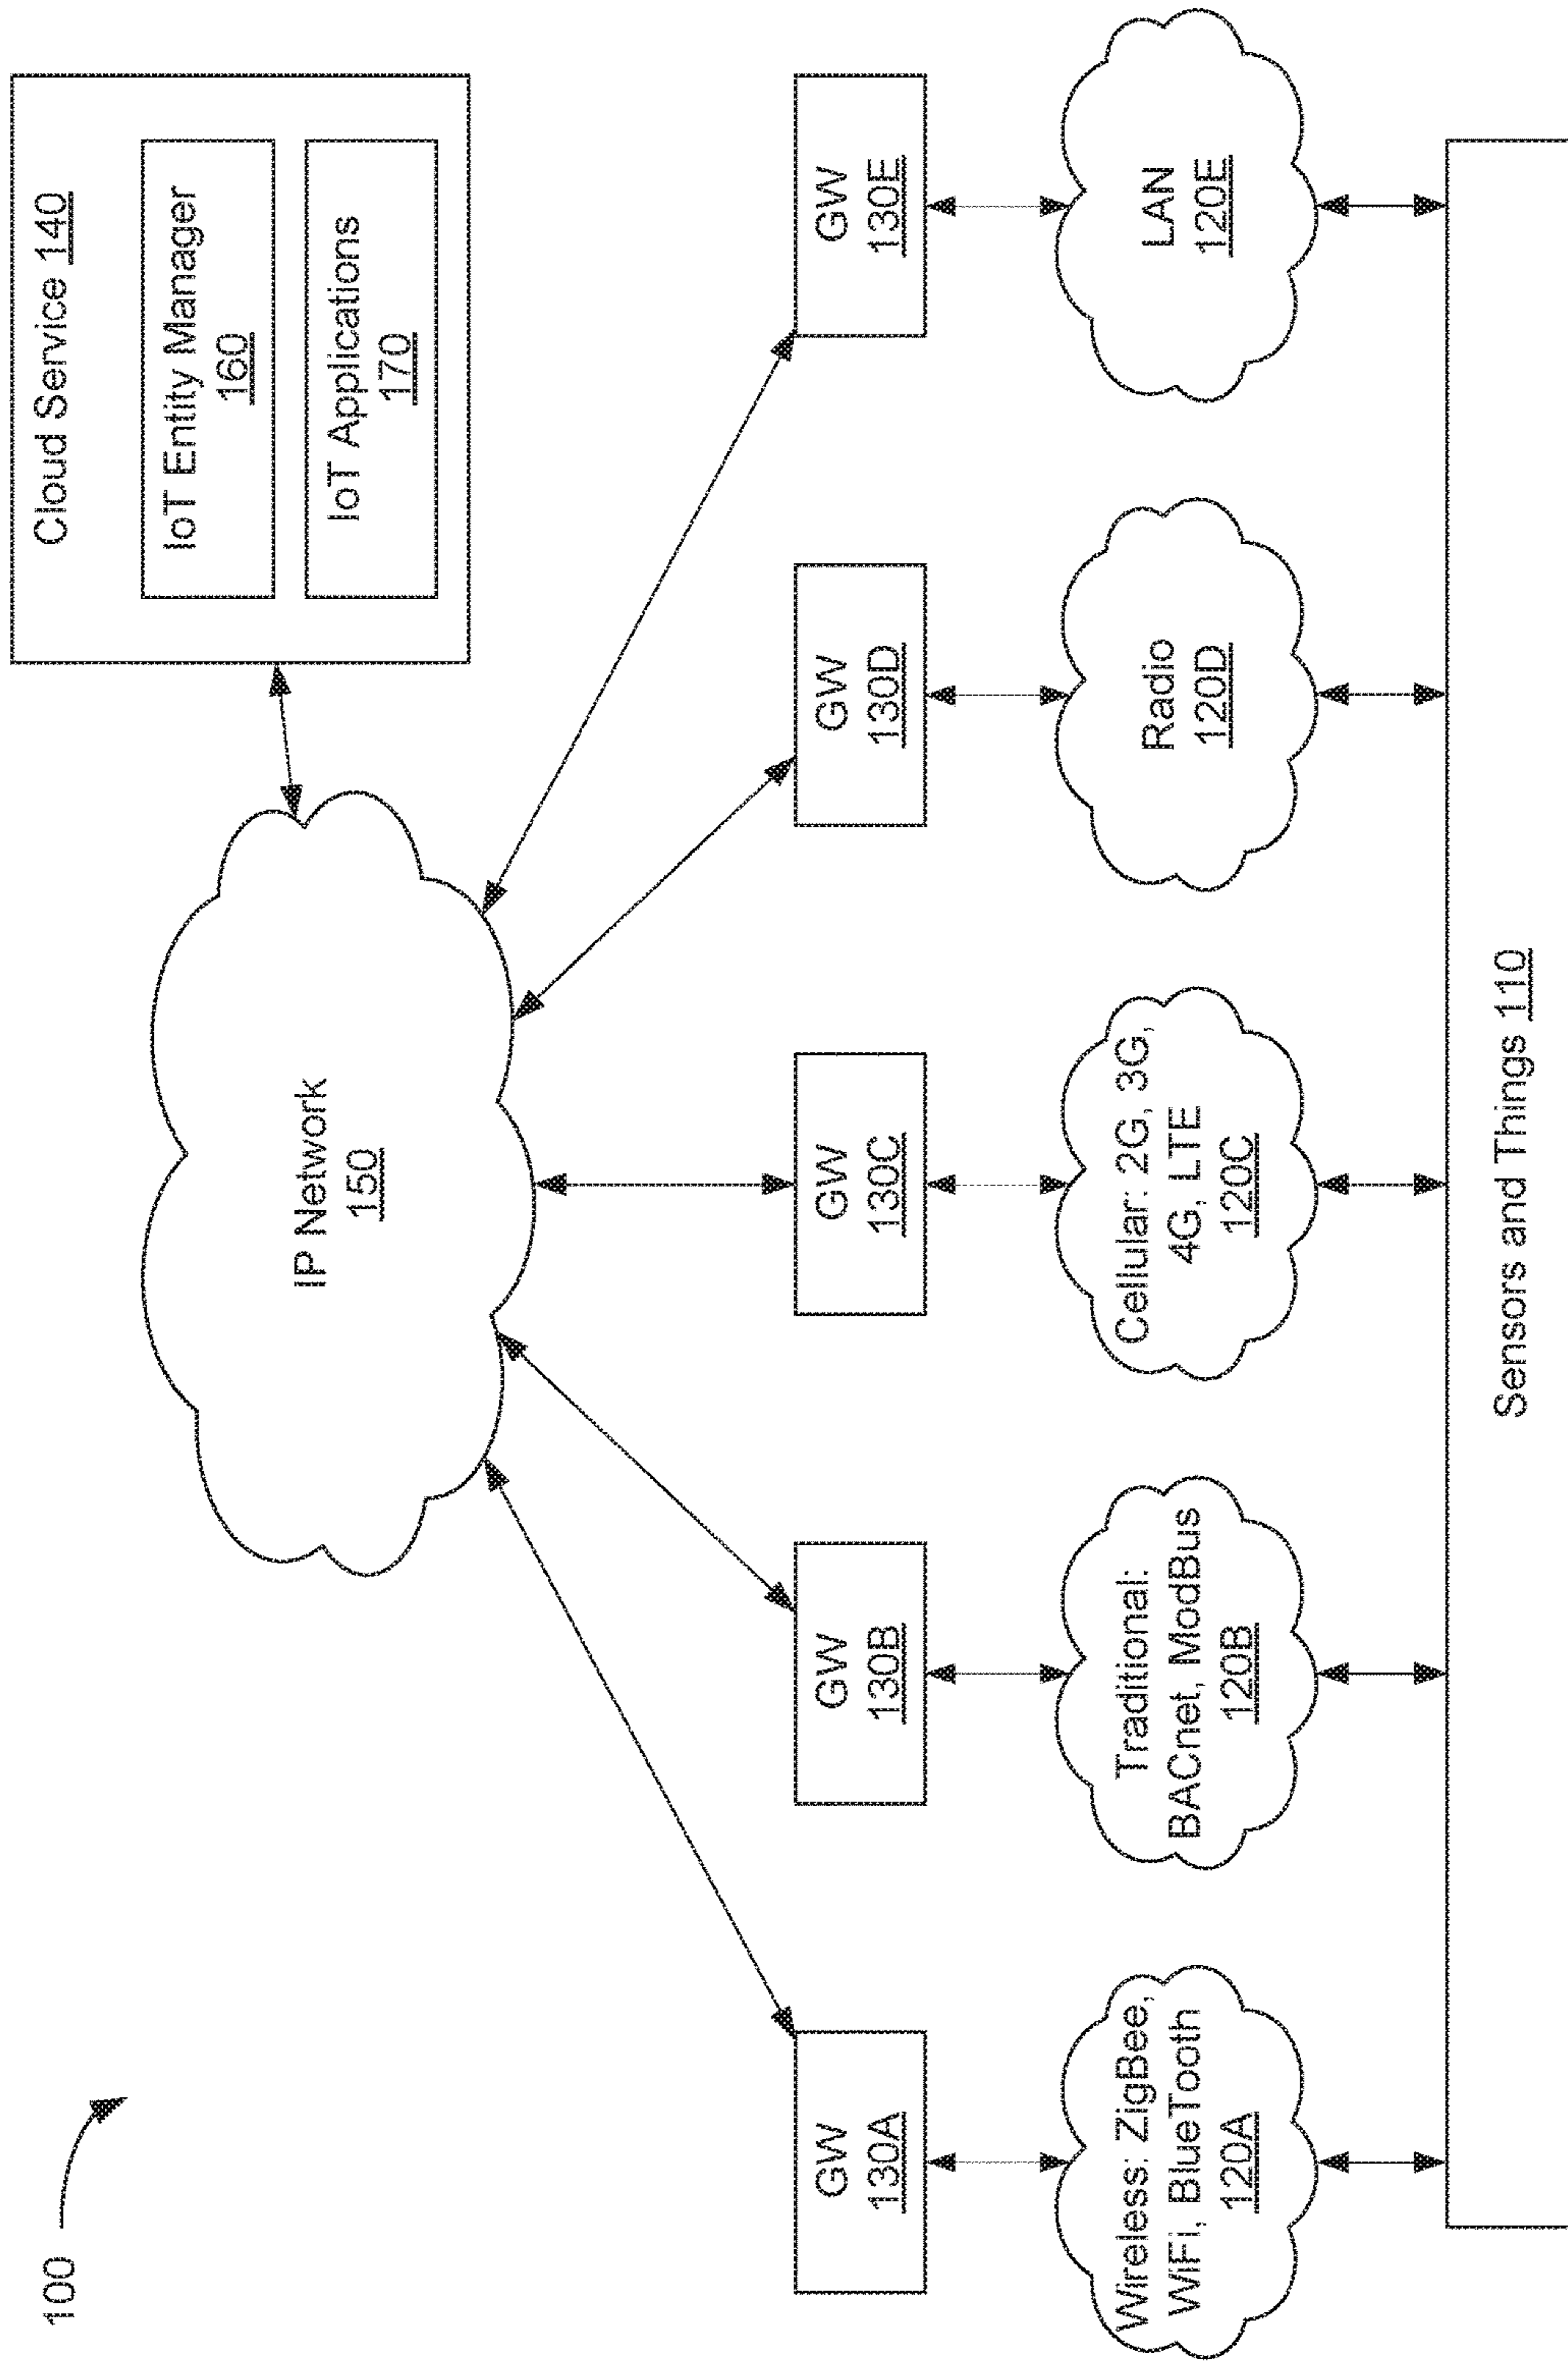 100
Cloud Service 140
IoT Entity Manager
160
IoT Applications
170
IP Network
150
GW
130A
GW
130B
GW
130C
GW
130D
GW
130E
Wireless: ZigBee,
WiFi, BlueTooth
120A
Traditional:
BACnet, ModBus
120B
Cellular: 2G, 3G,
4G, LTE
120C
Radio
120D
LAN
120E
Sensors and Things 110